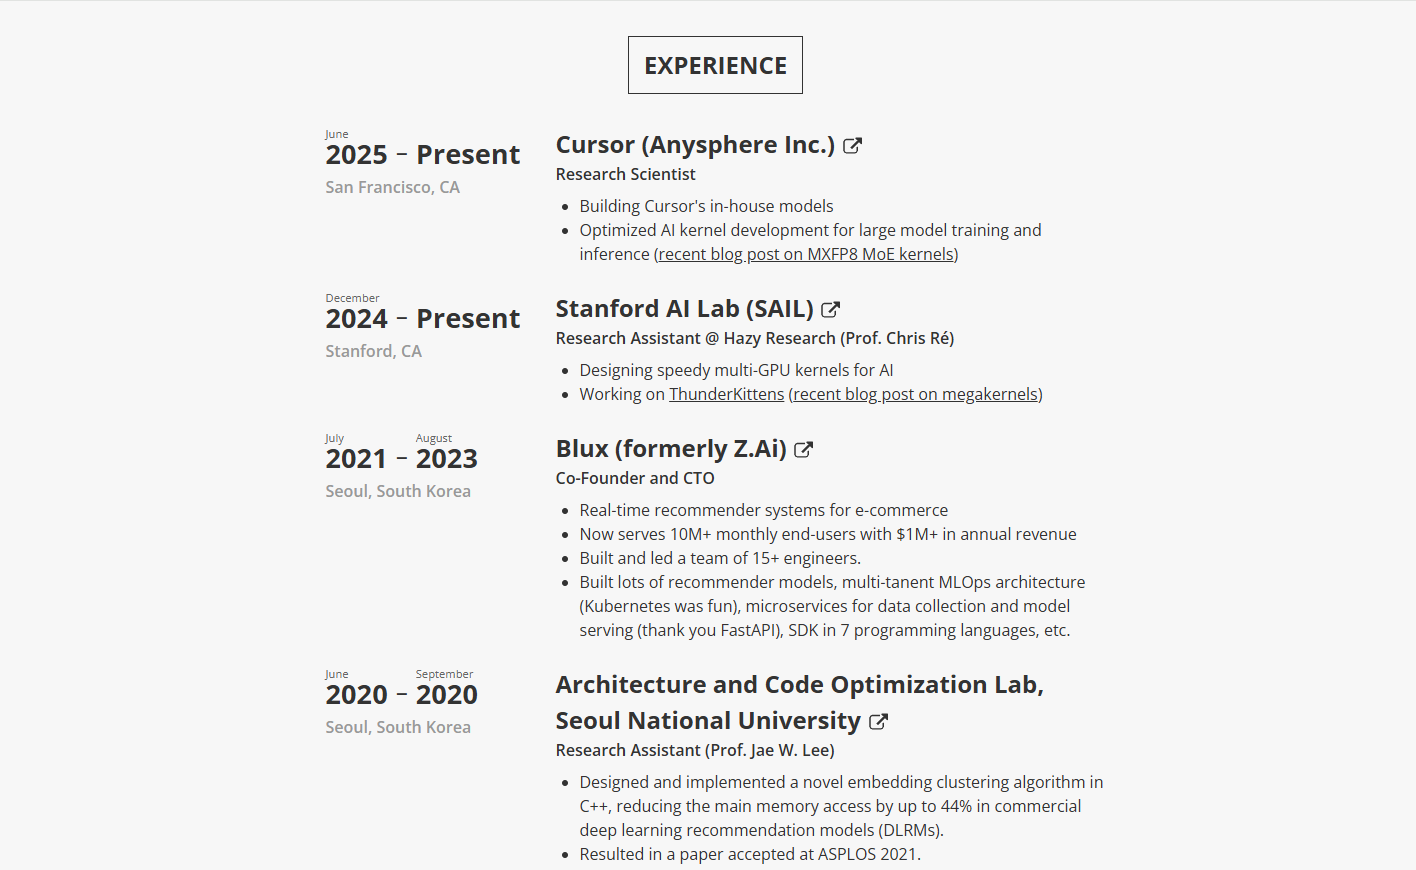 EXPERIENCE
June
2025 – Present
San Francisco, CA
Cursor (Anysphere Inc.)
Research Scientist
Building Cursor's in-house models
Optimized AI kernel development for large model training and
inference (recent blog post on MXFP8 MoE kernels)
December
2024 – Present
Stanford, CA
Stanford AI Lab (SAIL)
Research Assistant @ Hazy Research (Prof. Chris Ré)
Designing speedy multi-GPU kernels for AI
Working on ThunderKittens (recent blog post on megakernels)
July August
2021 – 2023
Seoul, South Korea
Blux (formerly Z.Ai)
Co-Founder and CTO
Real-time recommender systems for e-commerce
Now serves 10M+ monthly end-users with $1M+ in annual revenue
Built and led a team of 15+ engineers.
Built lots of recommender models, multi-tanent MLOps architecture
(Kubernetes was fun), microservices for data collection and model
serving (thank you FastAPI), SDK in 7 programming languages, etc.
June September
2020 – 2020
Seoul, South Korea
Architecture and Code Optimization Lab,
Seoul National University
Research Assistant (Prof. Jae W. Lee)
Designed and implemented a novel embedding clustering algorithm in
C++, reducing the main memory access by up to 44% in commercial
deep learning recommendation models (DLRMs).
Resulted in a paper accepted at ASPLOS 2021.